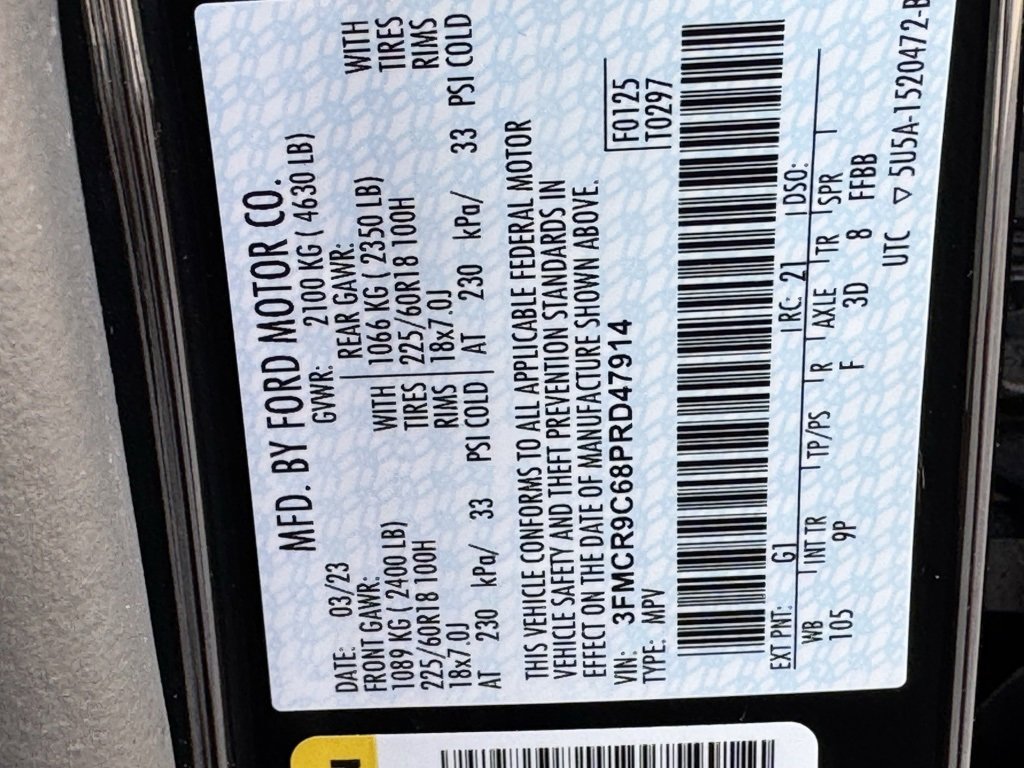 MFD. BY FORD MOTOR CO.
DATE: 03/23 GVWR: 2100 KG ( 4630 LB)
FRONT GAWR: REAR GAWR:
1089 KG ( 2400 LB) WITH 1066 KG ( 2350 LB) WITH
225/60R18 100H TIRES 225/60R18 100H TIRES
18x7.0J RIMS 18x7.0J RIMS
AT 230 kPa/ 33 PSI COLD AT 230 kPa/ 33 PSI COLD
THIS VEHICLE CONFORMS TO ALL APPLICABLE FEDERAL MOTOR
VEHICLE SAFETY AND THEFT PREVENTION STANDARDS IN
EFFECT ON THE DATE OF MANUFACTURE SHOWN ABOVE.
VIN: 3FMCR9C68PRD47914 F0125
TYPE: MPV T0297
EXT PNT: G1 RC: 21 DSO:
WB INT TR TP/PS R AXLE TR SPR
105 9P F 3D 8 FFBB
UTC ▽ 5U5A-1520472-B